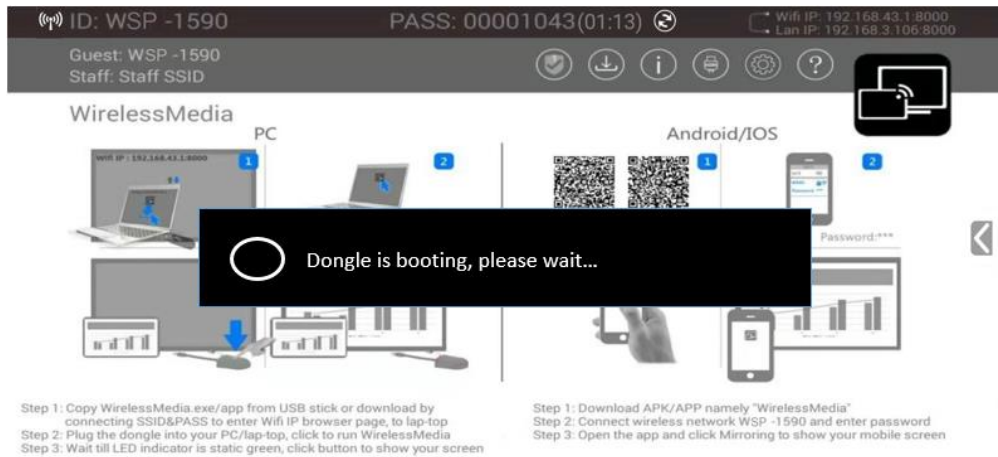 ID: WSP -1590
PASS: 00001043(01:13)
Wifi IP: 192.168.43.1:8000
Lan IP: 192.168.3.106:8000
Guest: WSP -1590
Staff: Staff SSID
WirelessMedia
PC
Wifi IP : 192.168.43.1:8000
1
2
Android/IOS
1
2
Password:***
Dongle is booting, please wait...
Step 1: Copy WirelessMedia.exe/app from USB stick or download by
connecting SSID&PASS to enter Wifi IP browser page, to lap-top
Step 2: Plug the dongle into your PC/lap-top, click to run WirelessMedia
Step 3: Wait till LED indicator is static green, click button to show your screen
Step 1: Download APK/APP namely "WirelessMedia"
Step 2: Connect wireless network WSP -1590 and enter password
Step 3: Open the app and click Mirroring to show your mobile screen